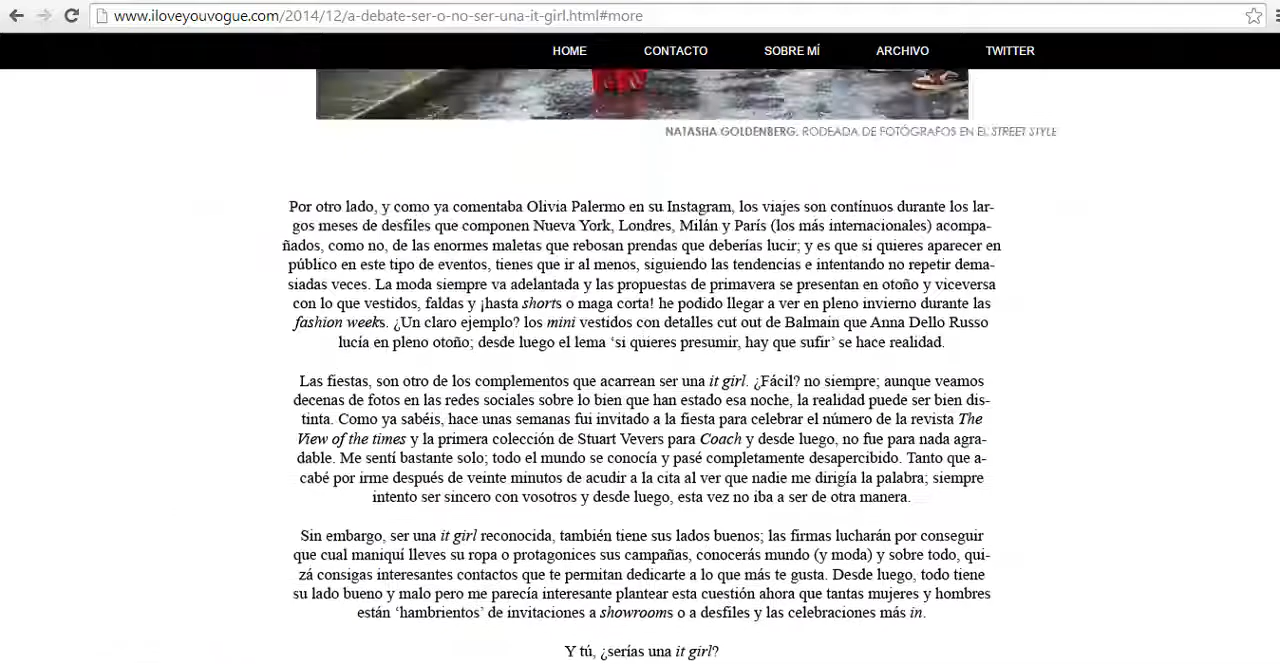 www.iloveyouvogue.com/2014/12/a-debate-ser-o-no-ser-una-it-girl.html#more
HOME CONTACTO SOBRE MÍ ARCHIVO TWITTER
NATASHA GOLDENBERG. RODEADA DE FOTÓGRAFOS EN EL STREET STYLE
Por otro lado, y como ya comentaba Olivia Palermo en su Instagram, los viajes son contínuos durante los lar-
gos meses de desfiles que componen Nueva York, Londres, Milán y París (los más internacionales) acompa-
ñados, como no, de las enormes maletas que rebosan prendas que deberías lucir; y es que si quieres aparecer en
público en este tipo de eventos, tienes que ir al menos, siguiendo las tendencias e intentando no repetir dema-
siadas veces. La moda siempre va adelantada y las propuestas de primavera se presentan en otoño y viceversa
con lo que vestidos, faldas y ¡hasta shorts o maga corta! he podido llegar a ver en pleno invierno durante las
fashion weeks. ¿Un claro ejemplo? los mini vestidos con detalles cut out de Balmain que Anna Dello Russo
lucía en pleno otoño; desde luego el lema ‘si quieres presumir, hay que sufir’ se hace realidad.
Las fiestas, son otro de los complementos que acarrean ser una it girl. ¿Fácil? no siempre; aunque veamos
decenas de fotos en las redes sociales sobre lo bien que han estado esa noche, la realidad puede ser bien dis-
tinta. Como ya sabéis, hace unas semanas fui invitado a la fiesta para celebrar el número de la revista The
View of the times y la primera colección de Stuart Vevers para Coach y desde luego, no fue para nada agra-
dable. Me sentí bastante solo; todo el mundo se conocía y pasé completamente desapercibido. Tanto que a-
cabé por irme después de veinte minutos de acudir a la cita al ver que nadie me dirigía la palabra; siempre
intento ser sincero con vosotros y desde luego, esta vez no iba a ser de otra manera.
Sin embargo, ser una it girl reconocida, también tiene sus lados buenos; las firmas lucharán por conseguir
que cual maniquí lleves su ropa o protagonices sus campañas, conocerás mundo (y moda) y sobre todo, qui-
zá consigas interesantes contactos que te permitan dedicarte a lo que más te gusta. Desde luego, todo tiene
su lado bueno y malo pero me parecía interesante plantear esta cuestión ahora que tantas mujeres y hombres
están ‘hambrientos’ de invitaciones a showrooms o a desfiles y las celebraciones más in.
Y tú, ¿serías una it girl?